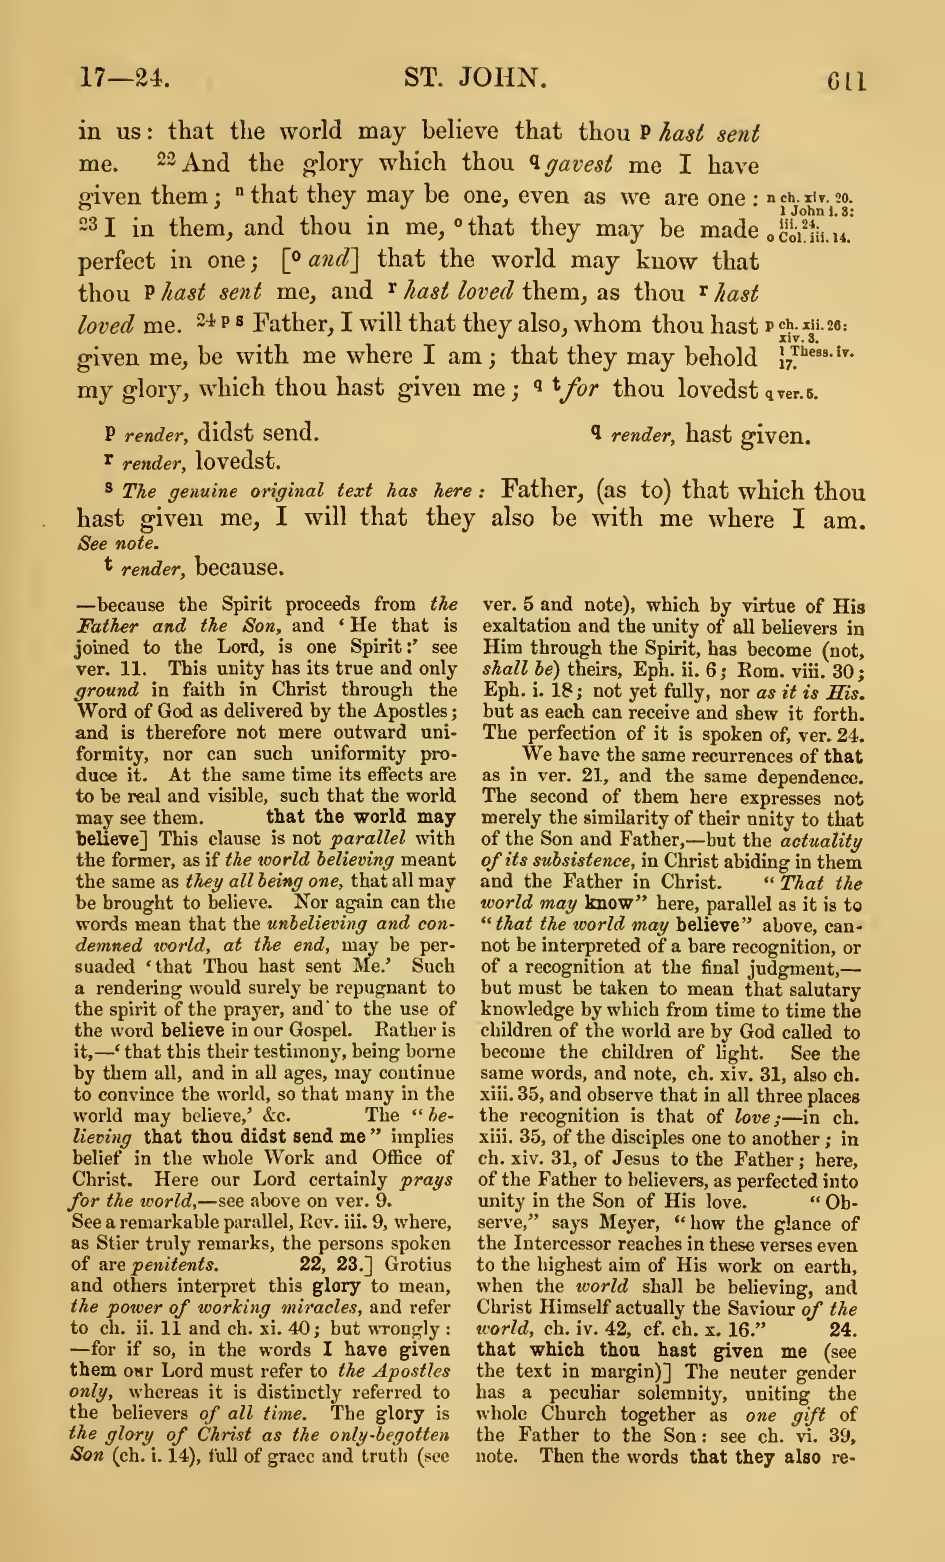 17—24. ST. JOHN. 611
in us: that the world may believe that thou p hast sent
me. 22 And the glory which thou q gavest me I have
given them; n that they may be one, even as we are one:
23 I in them, and thou in me, o that they may be made
perfect in one; [o and] that the world may know that
thou p hast sent me, and r hast loved them, as thou r hast
loved me. 24 p s Father, I will that they also, whom thou hast
given me, be with me where I am; that they may behold
my glory, which thou hast given me; q t for thou lovedst
n ch. xiv. 20.
1 John i. 3:
iii. 24.
o Col. iii. 14.
p ch. xii. 26:
xiv. 3.
1 Thess. iv.
17.
q ver. 5.
p render, didst send. q render, hast given.
r render, lovedst.
s The genuine original text has here: Father, (as to) that which thou
hast given me, I will that they also be with me where I am.
See note.
t render, because.
—because the Spirit proceeds from the
Father and the Son, and ‘He that is
joined to the Lord, is one Spirit:’ see
ver. 11. This unity has its true and only
ground in faith in Christ through the
Word of God as delivered by the Apostles;
and is therefore not mere outward uni-
formity, nor can such uniformity pro-
duce it. At the same time its effects are
to be real and visible, such that the world
may see them. that the world may
believe] This clause is not parallel with
the former, as if the world believing meant
the same as they all being one, that all may
be brought to believe. Nor again can the
words mean that the unbelieving and con-
demned world, at the end, may be per-
suaded ‘that Thou hast sent Me.’ Such
a rendering would surely be repugnant to
the spirit of the prayer, and to the use of
the word believe in our Gospel. Rather is
it,—‘that this their testimony, being borne
by them all, and in all ages, may continue
to convince the world, so that many in the
world may believe,’ &c. The “be-
lieving that thou didst send me” implies
belief in the whole Work and Office of
Christ. Here our Lord certainly prays
for the world,—see above on ver. 9.
See a remarkable parallel, Rev. iii. 9, where,
as Stier truly remarks, the persons spoken
of are penitents. 22, 23.] Grotius
and others interpret this glory to mean,
the power of working miracles, and refer
to ch. ii. 11 and ch. xi. 40; but wrongly:
—for if so, in the words I have given
them our Lord must refer to the Apostles
only, whereas it is distinctly referred to
the believers of all time. The glory is
the glory of Christ as the only-begotten
Son (ch. i. 14), full of grace and truth (see
ver. 5 and note), which by virtue of His
exaltation and the unity of all believers in
Him through the Spirit, has become (not,
shall be) theirs, Eph. ii. 6; Rom. viii. 30;
Eph. i. 18; not yet fully, nor as it is His.
but as each can receive and shew it forth.
The perfection of it is spoken of, ver. 24.
We have the same recurrences of that
as in ver. 21, and the same dependence.
The second of them here expresses not
merely the similarity of their unity to that
of the Son and Father,—but the actuality
of its subsistence, in Christ abiding in them
and the Father in Christ. “That the
world may know” here, parallel as it is to
“that the world may believe” above, can-
not be interpreted of a bare recognition, or
of a recognition at the final judgment,—
but must be taken to mean that salutary
knowledge by which from time to time the
children of the world are by God called to
become the children of light. See the
same words, and note, ch. xiv. 31, also ch.
xiii. 35, and observe that in all three places
the recognition is that of love;—in ch.
xiii. 35, of the disciples one to another; in
ch. xiv. 31, of Jesus to the Father; here,
of the Father to believers, as perfected into
unity in the Son of His love. “Ob-
serve,” says Meyer, “how the glance of
the Intercessor reaches in these verses even
to the highest aim of His work on earth,
when the world shall be believing, and
Christ Himself actually the Saviour of the
world, ch. iv. 42, cf. ch. x. 16.” 24.
that which thou hast given me (see
the text in margin)] The neuter gender
has a peculiar solemnity, uniting the
whole Church together as one gift of
the Father to the Son: see ch. vi. 39,
note. Then the words that they also re-